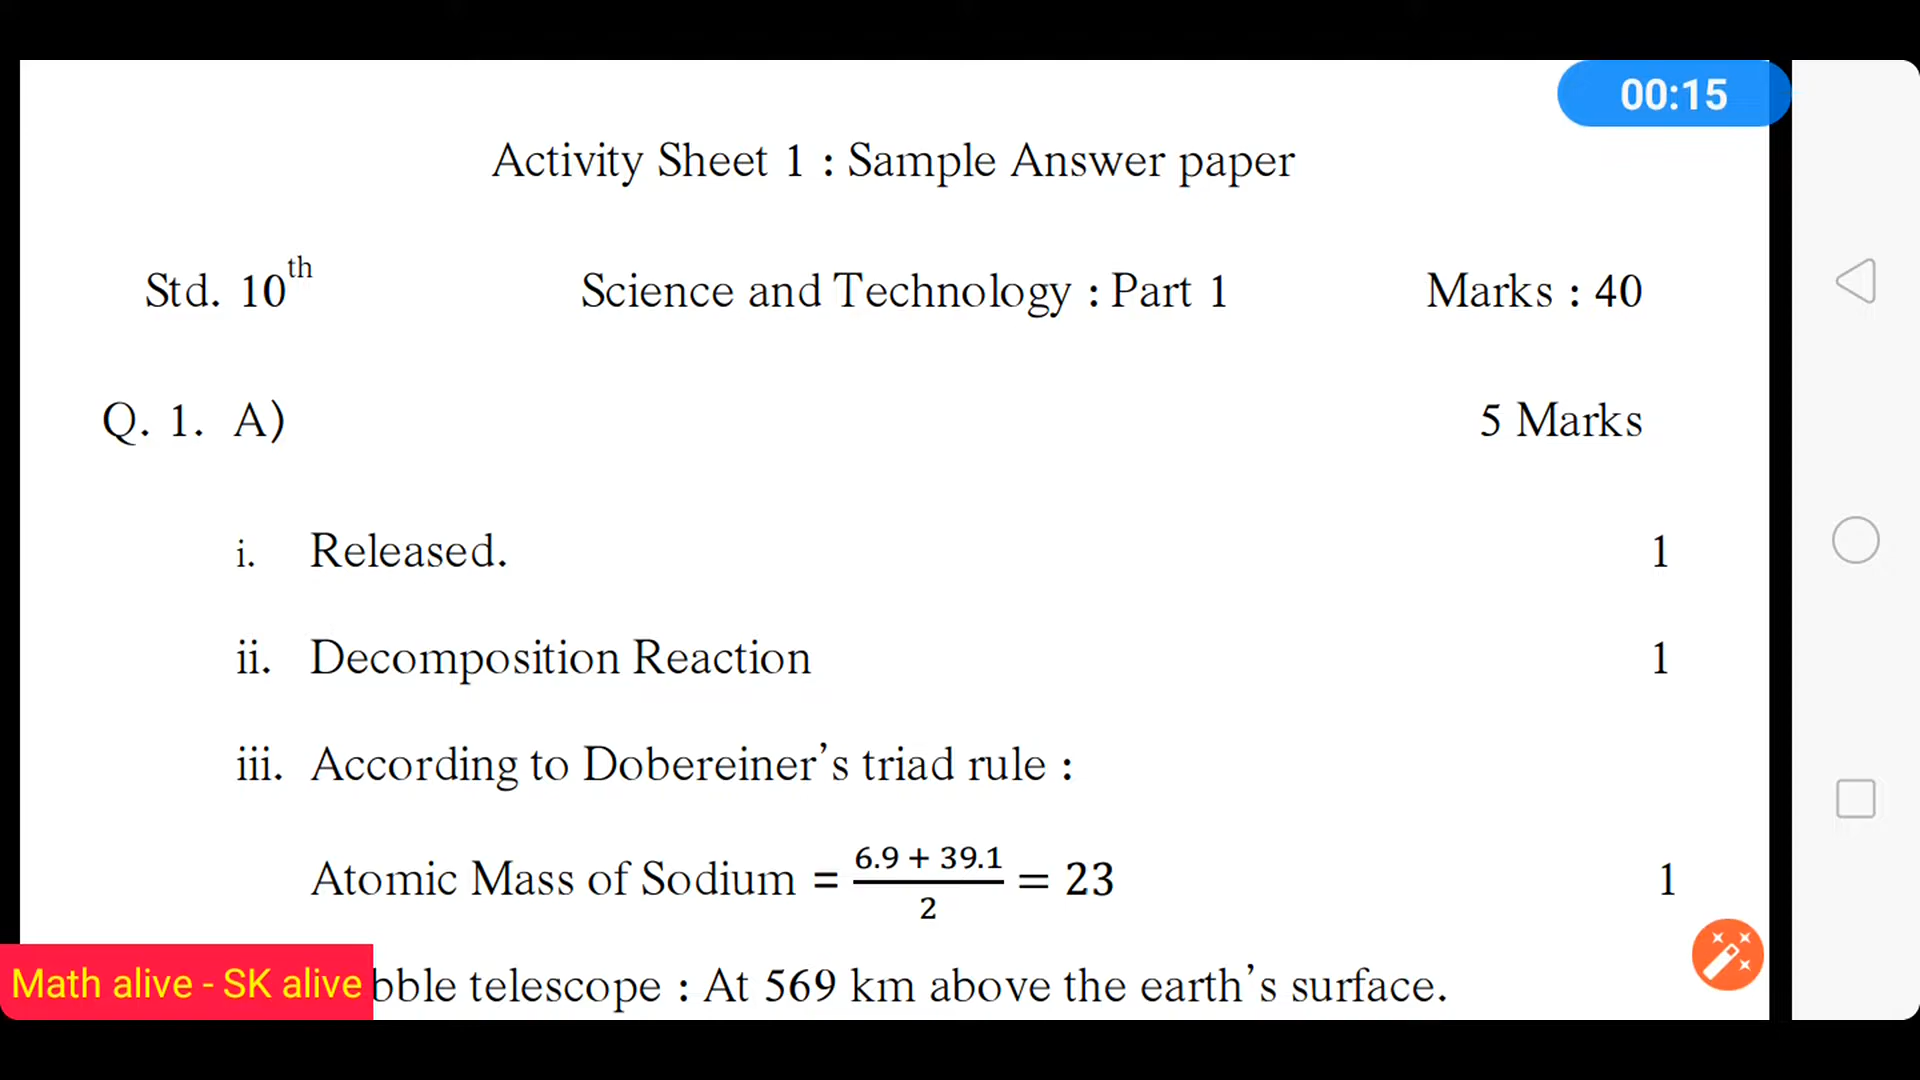 00:15
Activity Sheet 1 : Sample Answer paper
Std. 10th Science and Technology : Part 1 Marks : 40
Q. 1. A) 5 Marks
i. Released. 1
ii. Decomposition Reaction 1
iii. According to Dobereiner's triad rule :
Atomic Mass of Sodium = (6.9 + 39.1)/2 = 23 1
Math alive - SK alive bble telescope : At 569 km above the earth's surface.